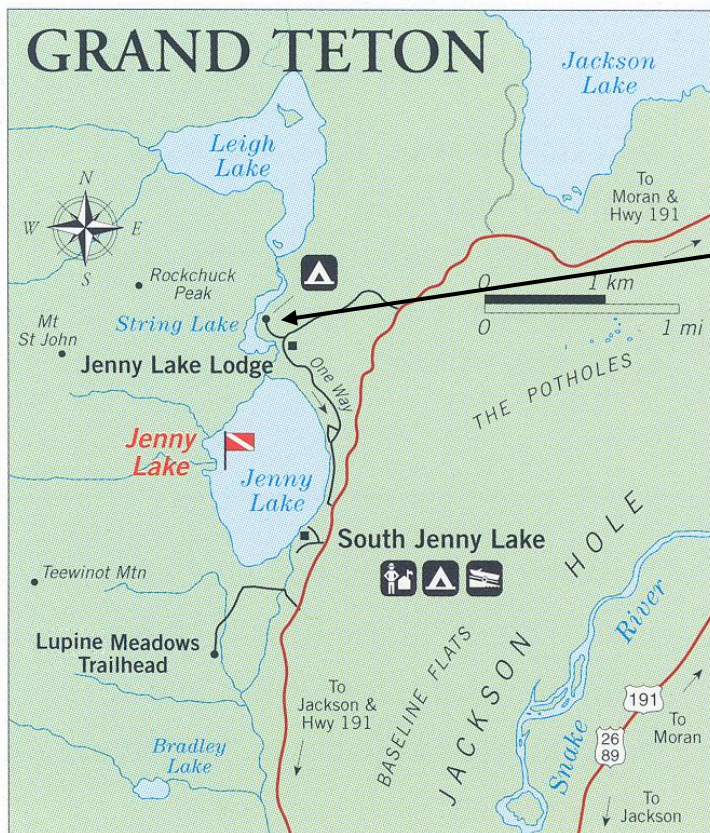 GRAND TETON
Jackson
Lake
Leigh
Lake
To
Moran &
Hwy 191
N
W
E
S
Rockchuck
Peak
0
1 km
0
1 mi
String Lake
Mt
St John
Jenny Lake Lodge
One Way
THE POTHOLES
Jenny
Lake
Jenny
Lake
South Jenny Lake
Teewinot Mtn
Lupine Meadows
Trailhead
JACKSON HOLE
BASELINE FLATS
Snake River
To
Jackson &
Hwy 191
191
To
Moran
26
89
Bradley
Lake
To
Jackson